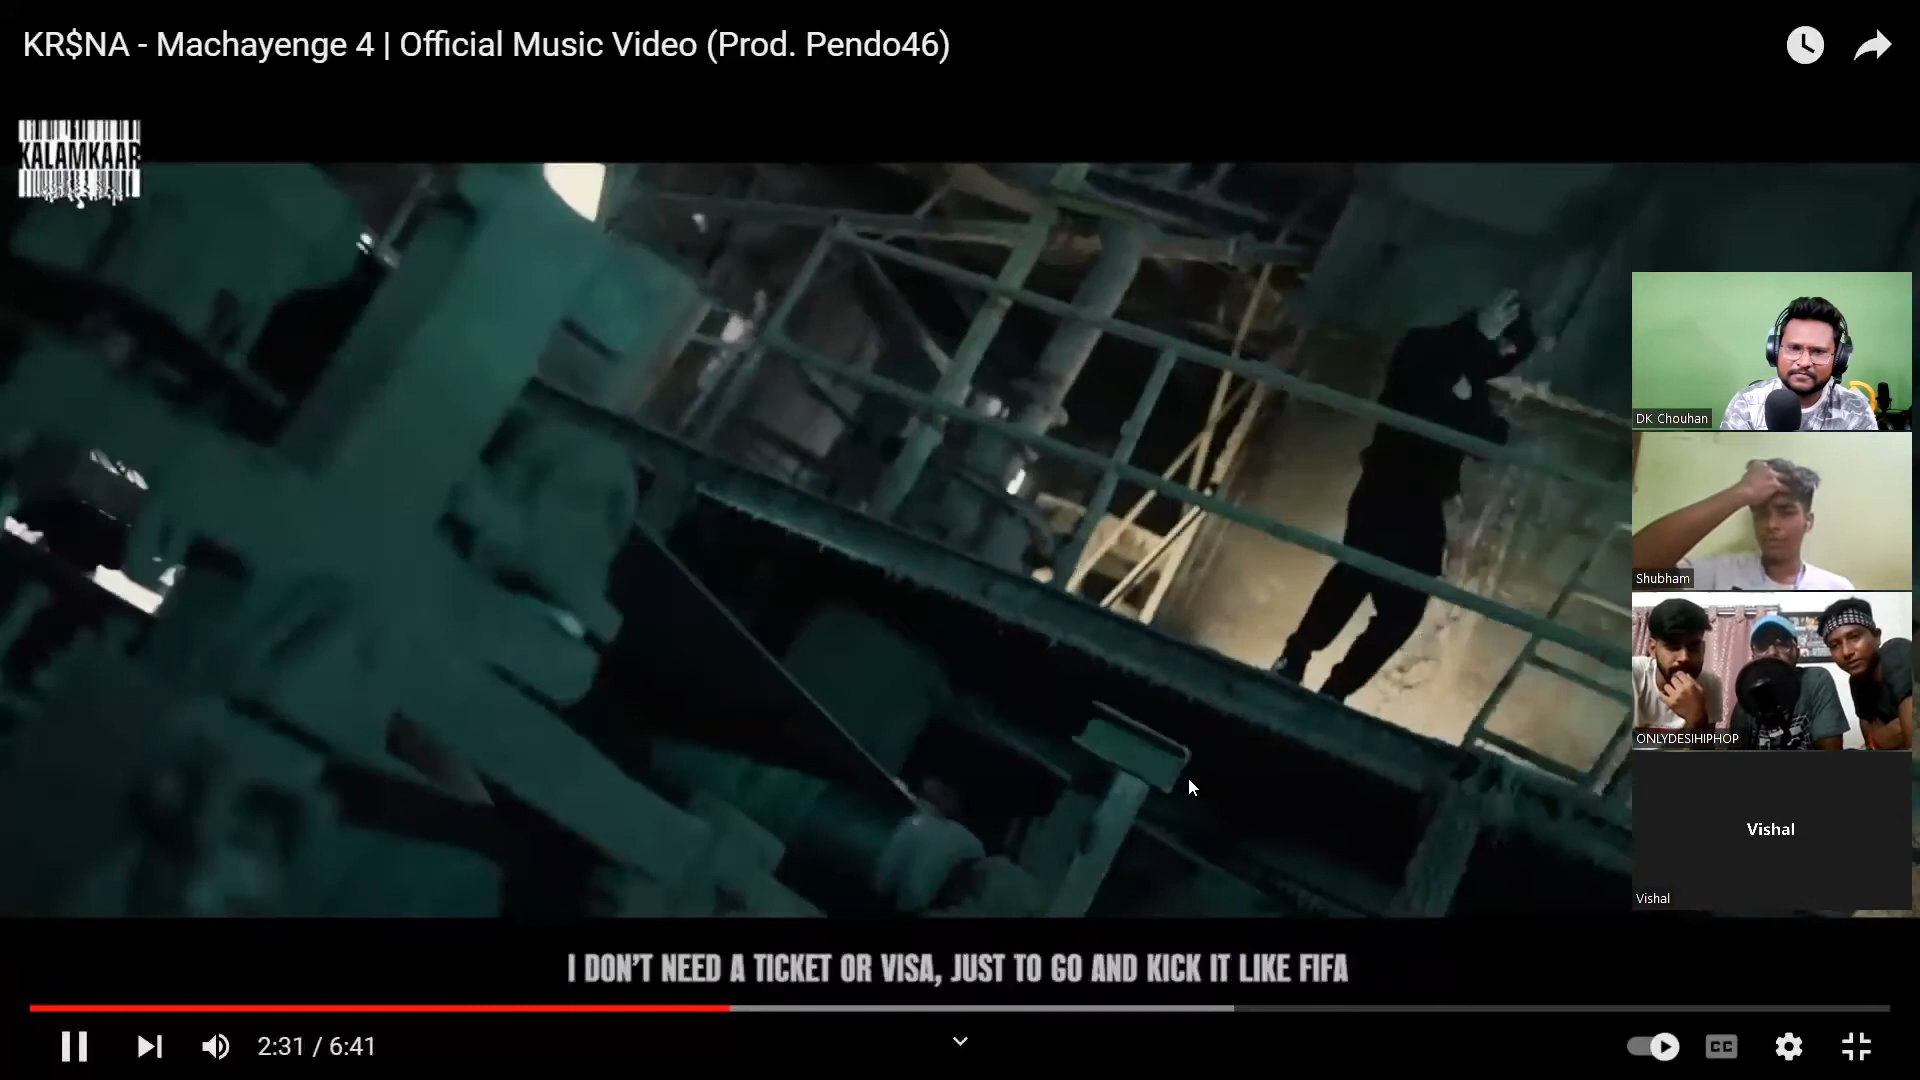 KR$NA - Machayenge 4 | Official Music Video (Prod. Pendo46)
KALAMKAAR
DK Chouhan
Shubham
ONLYDESIHIPHOP
Vishal
Vishal
I DON'T NEED A TICKET OR VISA, JUST TO GO AND KICK IT LIKE FIFA
2:31 / 6:41
CC